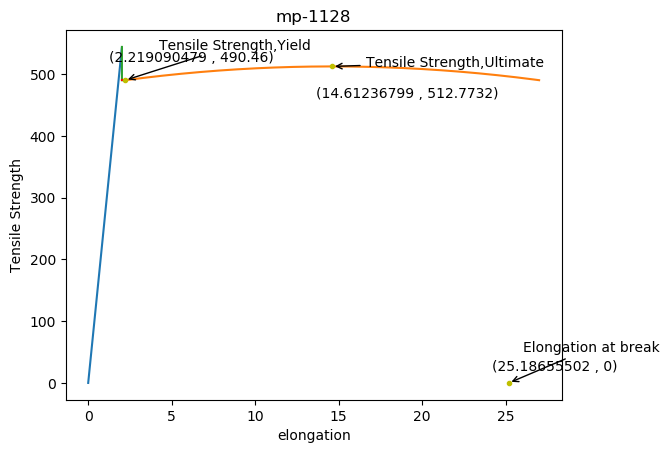 mp-1128
Tensile Strength,Yield
(2.219090479 , 490.46)
Tensile Strength,Ultimate
(14.61236799 , 512.7732)
Elongation at break
(25.18655502 , 0)
500
400
300
200
100
0
Tensile Strength
0 5 10 15 20 25
elongation